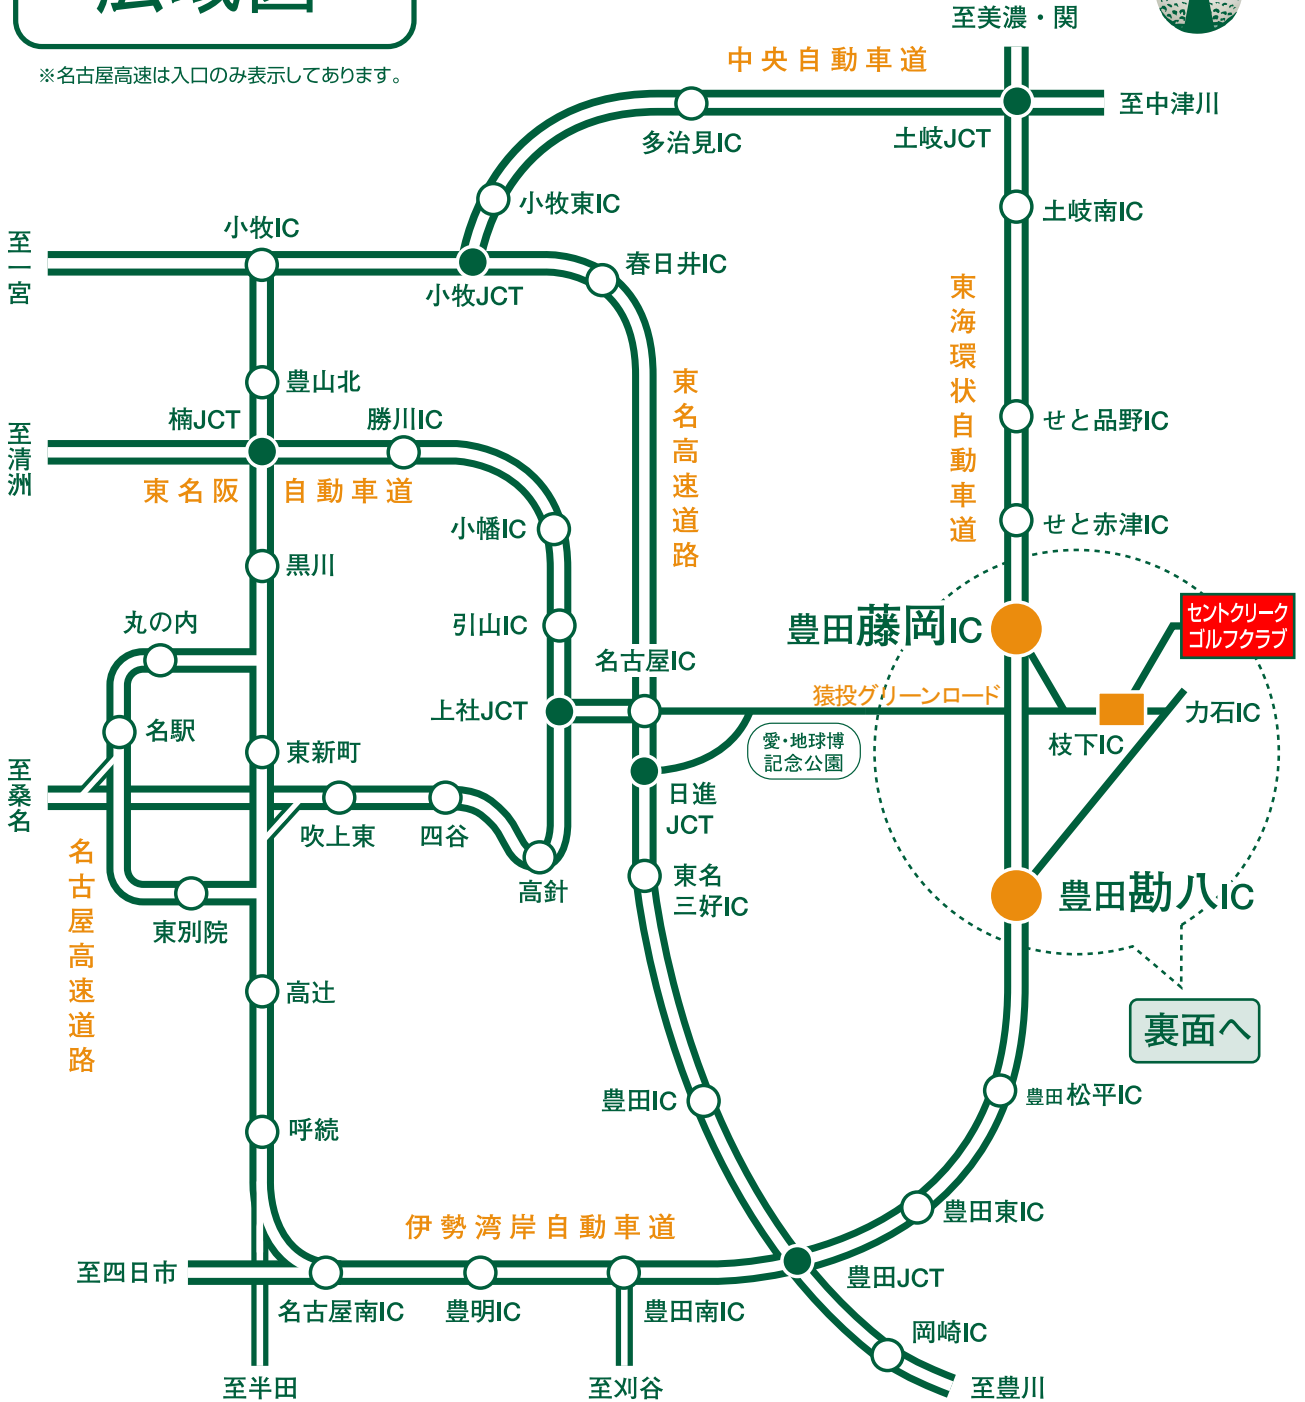 広域図
※名古屋高速は入口のみ表示してあります。
至美濃・関
中央自動車道
至中津川
多治見IC
土岐JCT
小牧東IC
土岐南IC
小牧IC
至一宮
春日井IC
小牧JCT
東海環状自動車道
豊山北
東名高速道路
楠JCT
勝川IC
せと品野IC
至清洲
東名阪自動車道
小幡IC
せと赤津IC
黒川
丸の内
引山IC
豊田藤岡IC
セントクリーク
ゴルフクラブ
名古屋IC
猿投グリーンロード
上社JCT
力石IC
名駅
東新町
愛・地球博
記念公園
枝下IC
至桑名
日進
JCT
吹上東
四谷
名古屋高速道路
高針
東名
三好IC
豊田勘八IC
東別院
高辻
裏面へ
豊田IC
豊田松平IC
呼続
伊勢湾岸自動車道
豊田東IC
至四日市
豊田JCT
名古屋南IC
豊明IC
豊田南IC
岡崎IC
至半田
至刈谷
至豊川